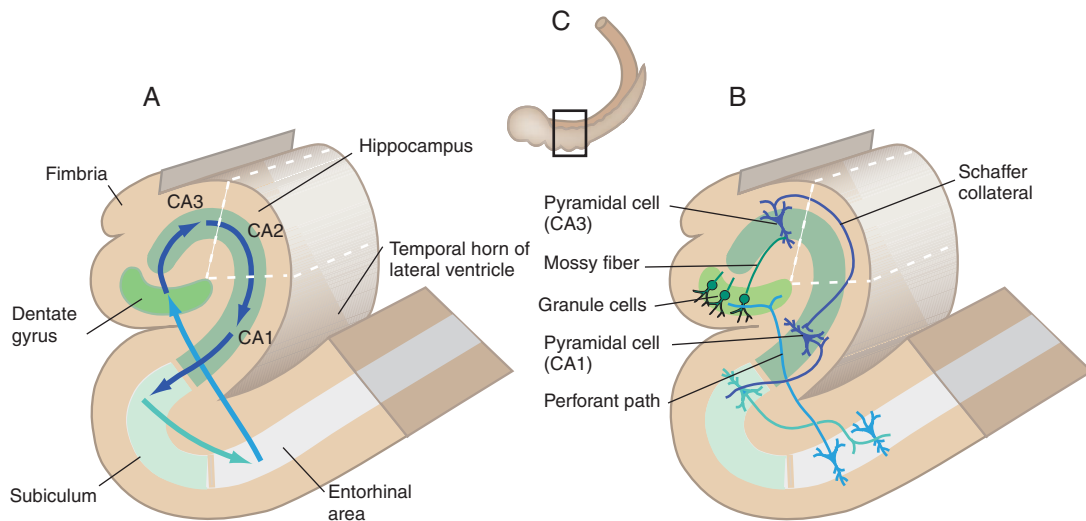 C
A
Fimbria
Hippocampus
CA3
CA2
Temporal horn of
lateral ventricle
Dentate
gyrus
CA1
Subiculum
Entorhinal
area
B
Schaffer
collateral
Pyramidal cell
(CA3)
Mossy fiber
Granule cells
Pyramidal cell
(CA1)
Perforant path